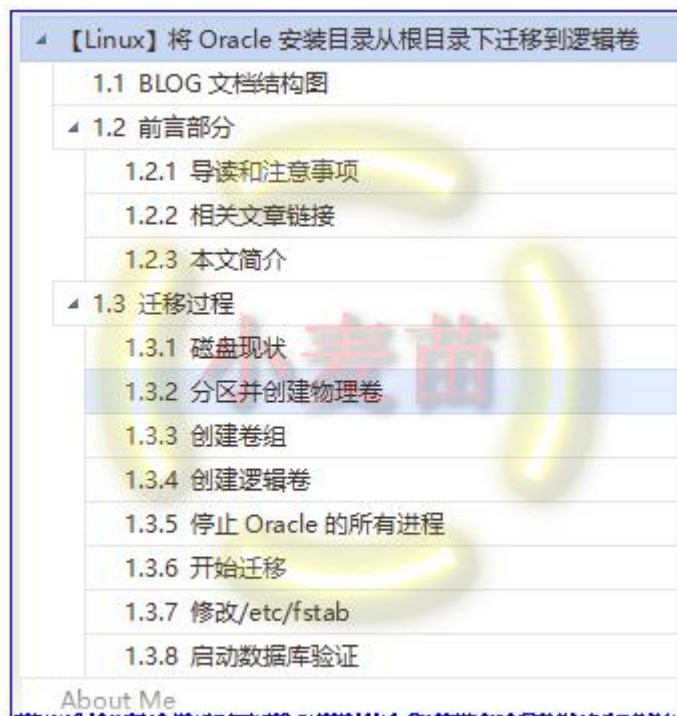 【Linux】将 Oracle 安装目录从根目录下迁移到逻辑卷
1.1 BLOG 文档结构图
1.2 前言部分
1.2.1 导读和注意事项
1.2.2 相关文章链接
1.2.3 本文简介
1.3 迁移过程
1.3.1 磁盘现状
小麦苗
1.3.2 分区并创建物理卷
1.3.3 创建卷组
1.3.4 创建逻辑卷
1.3.5 停止 Oracle 的所有进程
1.3.6 开始迁移
1.3.7 修改/etc/fstab
1.3.8 启动数据库验证
About Me